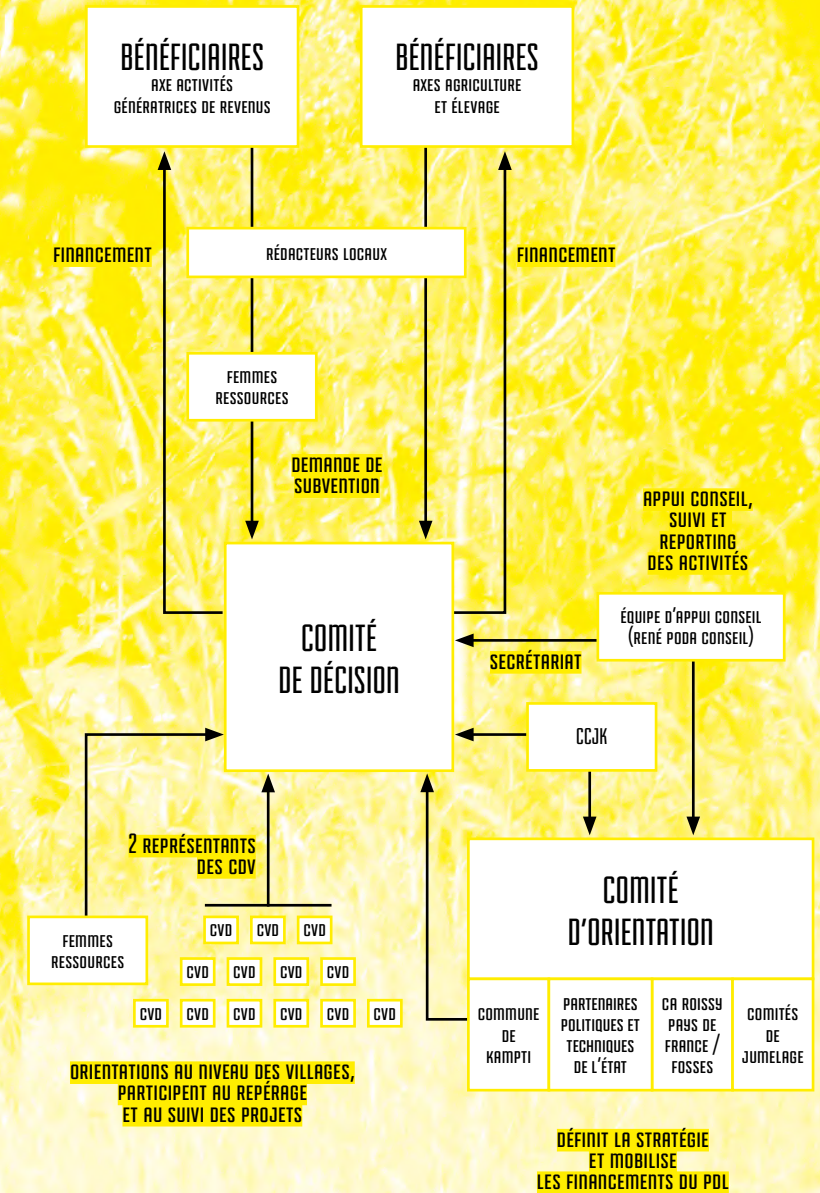 BÉNÉFICIAIRES
AXE ACTIVITÉS
GÉNÉRATRICES DE REVENUS
BÉNÉFICIAIRES
AXES AGRICULTURE
ET ÉLEVAGE
FINANCEMENT
RÉDACTEURS LOCAUX
FINANCEMENT
FEMMES
RESSOURCES
DEMANDE DE
SUBVENTION
APPUI CONSEIL,
SUIVI ET
REPORTING
DES ACTIVITÉS
COMITÉ
DE DÉCISION
ÉQUIPE D'APPUI CONSEIL
(RENÉ PODA CONSEIL)
SECRÉTARIAT
CCJK
2 REPRÉSENTANTS
DES CDV
FEMMES
RESSOURCES
CVD CVD CVD
CVD CVD CVD CVD
CVD CVD CVD CVD CVD CVD
ORIENTATIONS AU NIVEAU DES VILLAGES,
PARTICIPENT AU REPÉRAGE
ET AU SUIVI DES PROJETS
COMITÉ
D'ORIENTATION
COMMUNE
DE
KAMPTI
PARTENAIRES
POLITIQUES ET
TECHNIQUES
DE L'ÉTAT
CA ROISSY
PAYS DE
FRANCE /
FOSSES
COMITÉS
DE
JUMELAGE
DÉFINIT LA STRATÉGIE
ET MOBILISE
LES FINANCEMENTS DU PDL